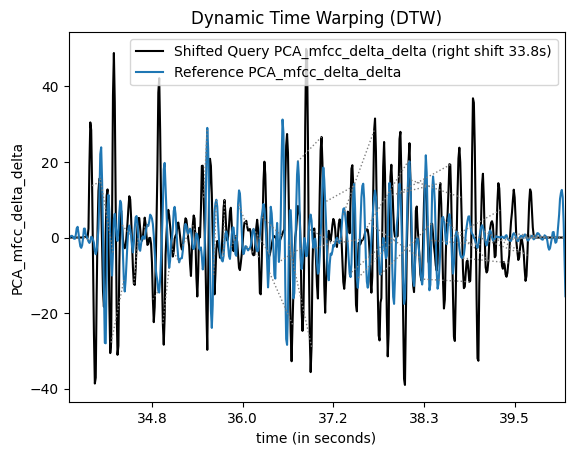 Dynamic Time Warping (DTW)
Shifted Query PCA_mfcc_delta_delta (right shift 33.8s)
Reference PCA_mfcc_delta_delta
PCA_mfcc_delta_delta
40
20
0
−20
−40
34.8 36.0 37.2 38.3 39.5
time (in seconds)